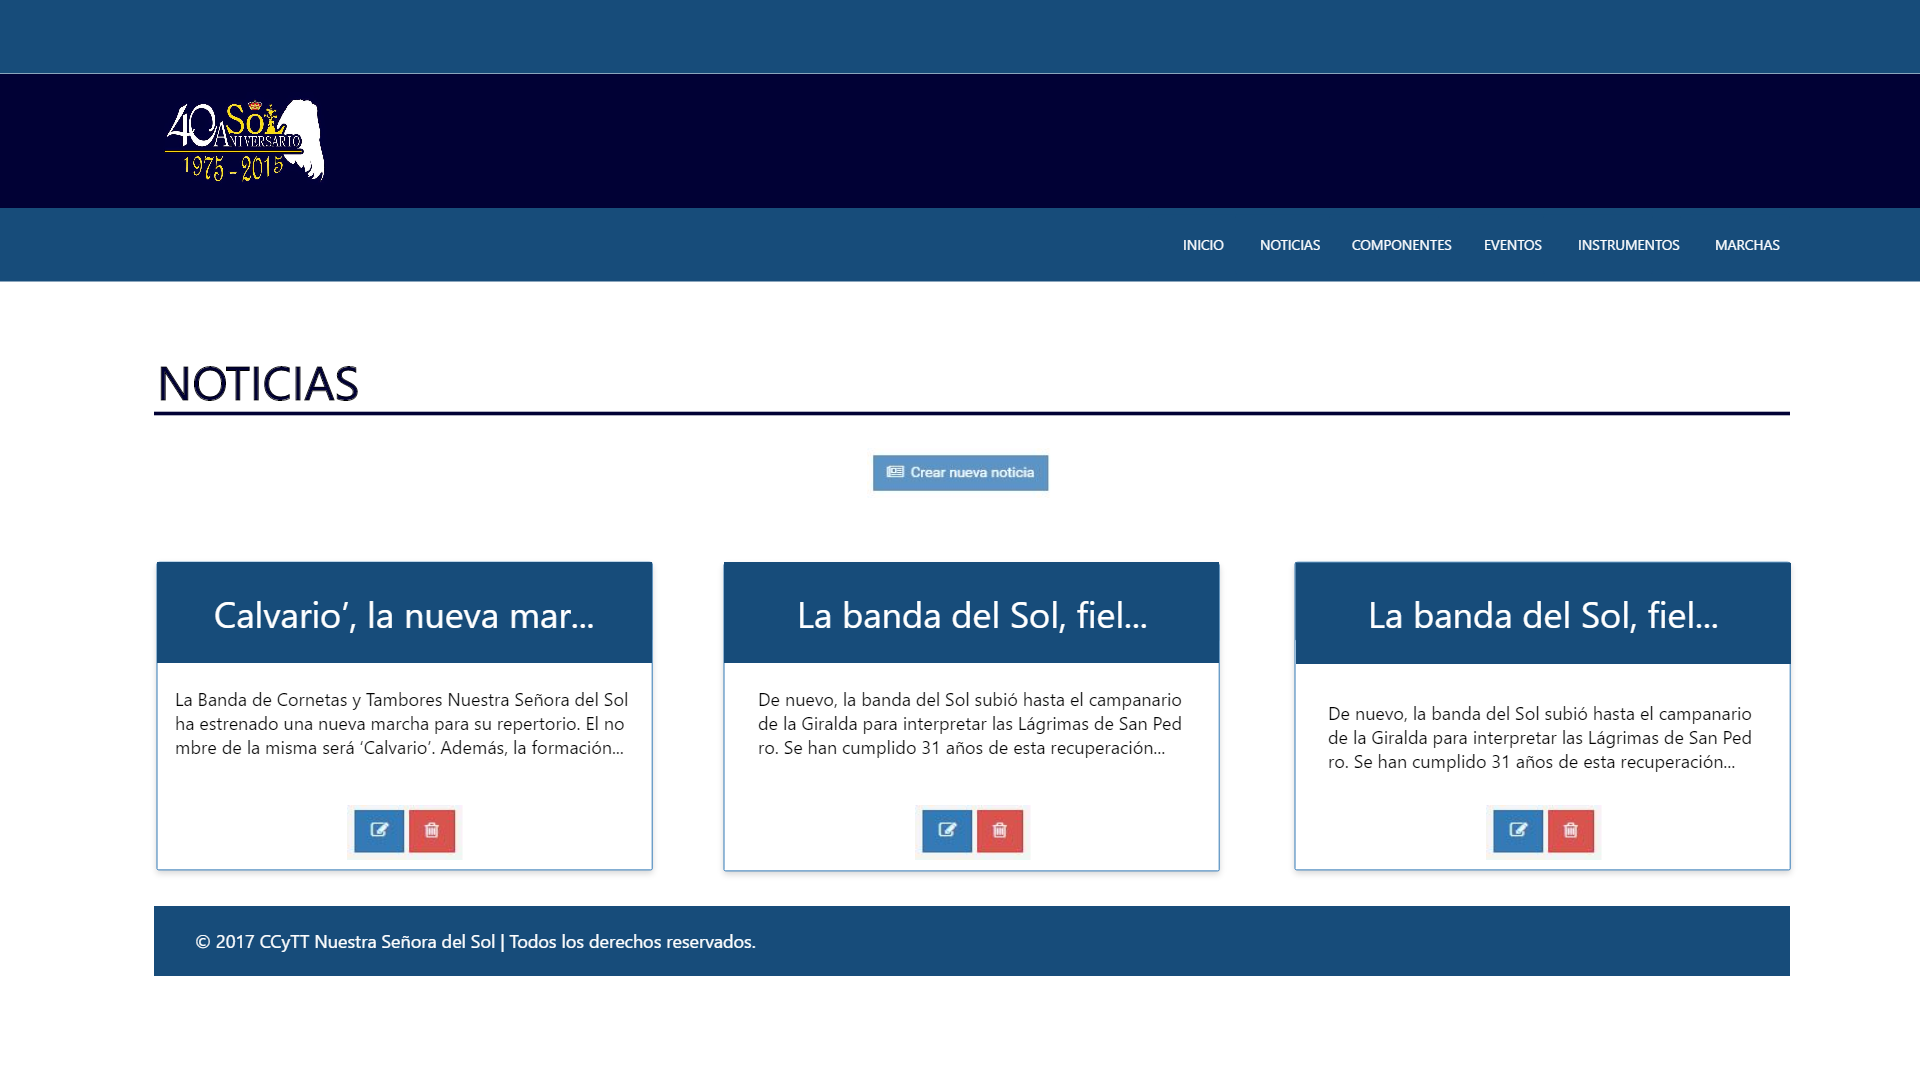 40 Sol
ANIVERSARIO
1975 - 2015
INICIO NOTICIAS COMPONENTES EVENTOS INSTRUMENTOS MARCHAS
NOTICIAS
Crear nueva noticia
Calvario’, la nueva mar...
La Banda de Cornetas y Tambores Nuestra Señora del Sol
ha estrenado una nueva marcha para su repertorio. El no
mbre de la misma será ‘Calvario’. Además, la formación...
La banda del Sol, fiel...
De nuevo, la banda del Sol subió hasta el campanario
de la Giralda para interpretar las Lágrimas de San Ped
ro. Se han cumplido 31 años de esta recuperación...
La banda del Sol, fiel...
De nuevo, la banda del Sol subió hasta el campanario
de la Giralda para interpretar las Lágrimas de San Ped
ro. Se han cumplido 31 años de esta recuperación...
© 2017 CCyTT Nuestra Señora del Sol | Todos los derechos reservados.